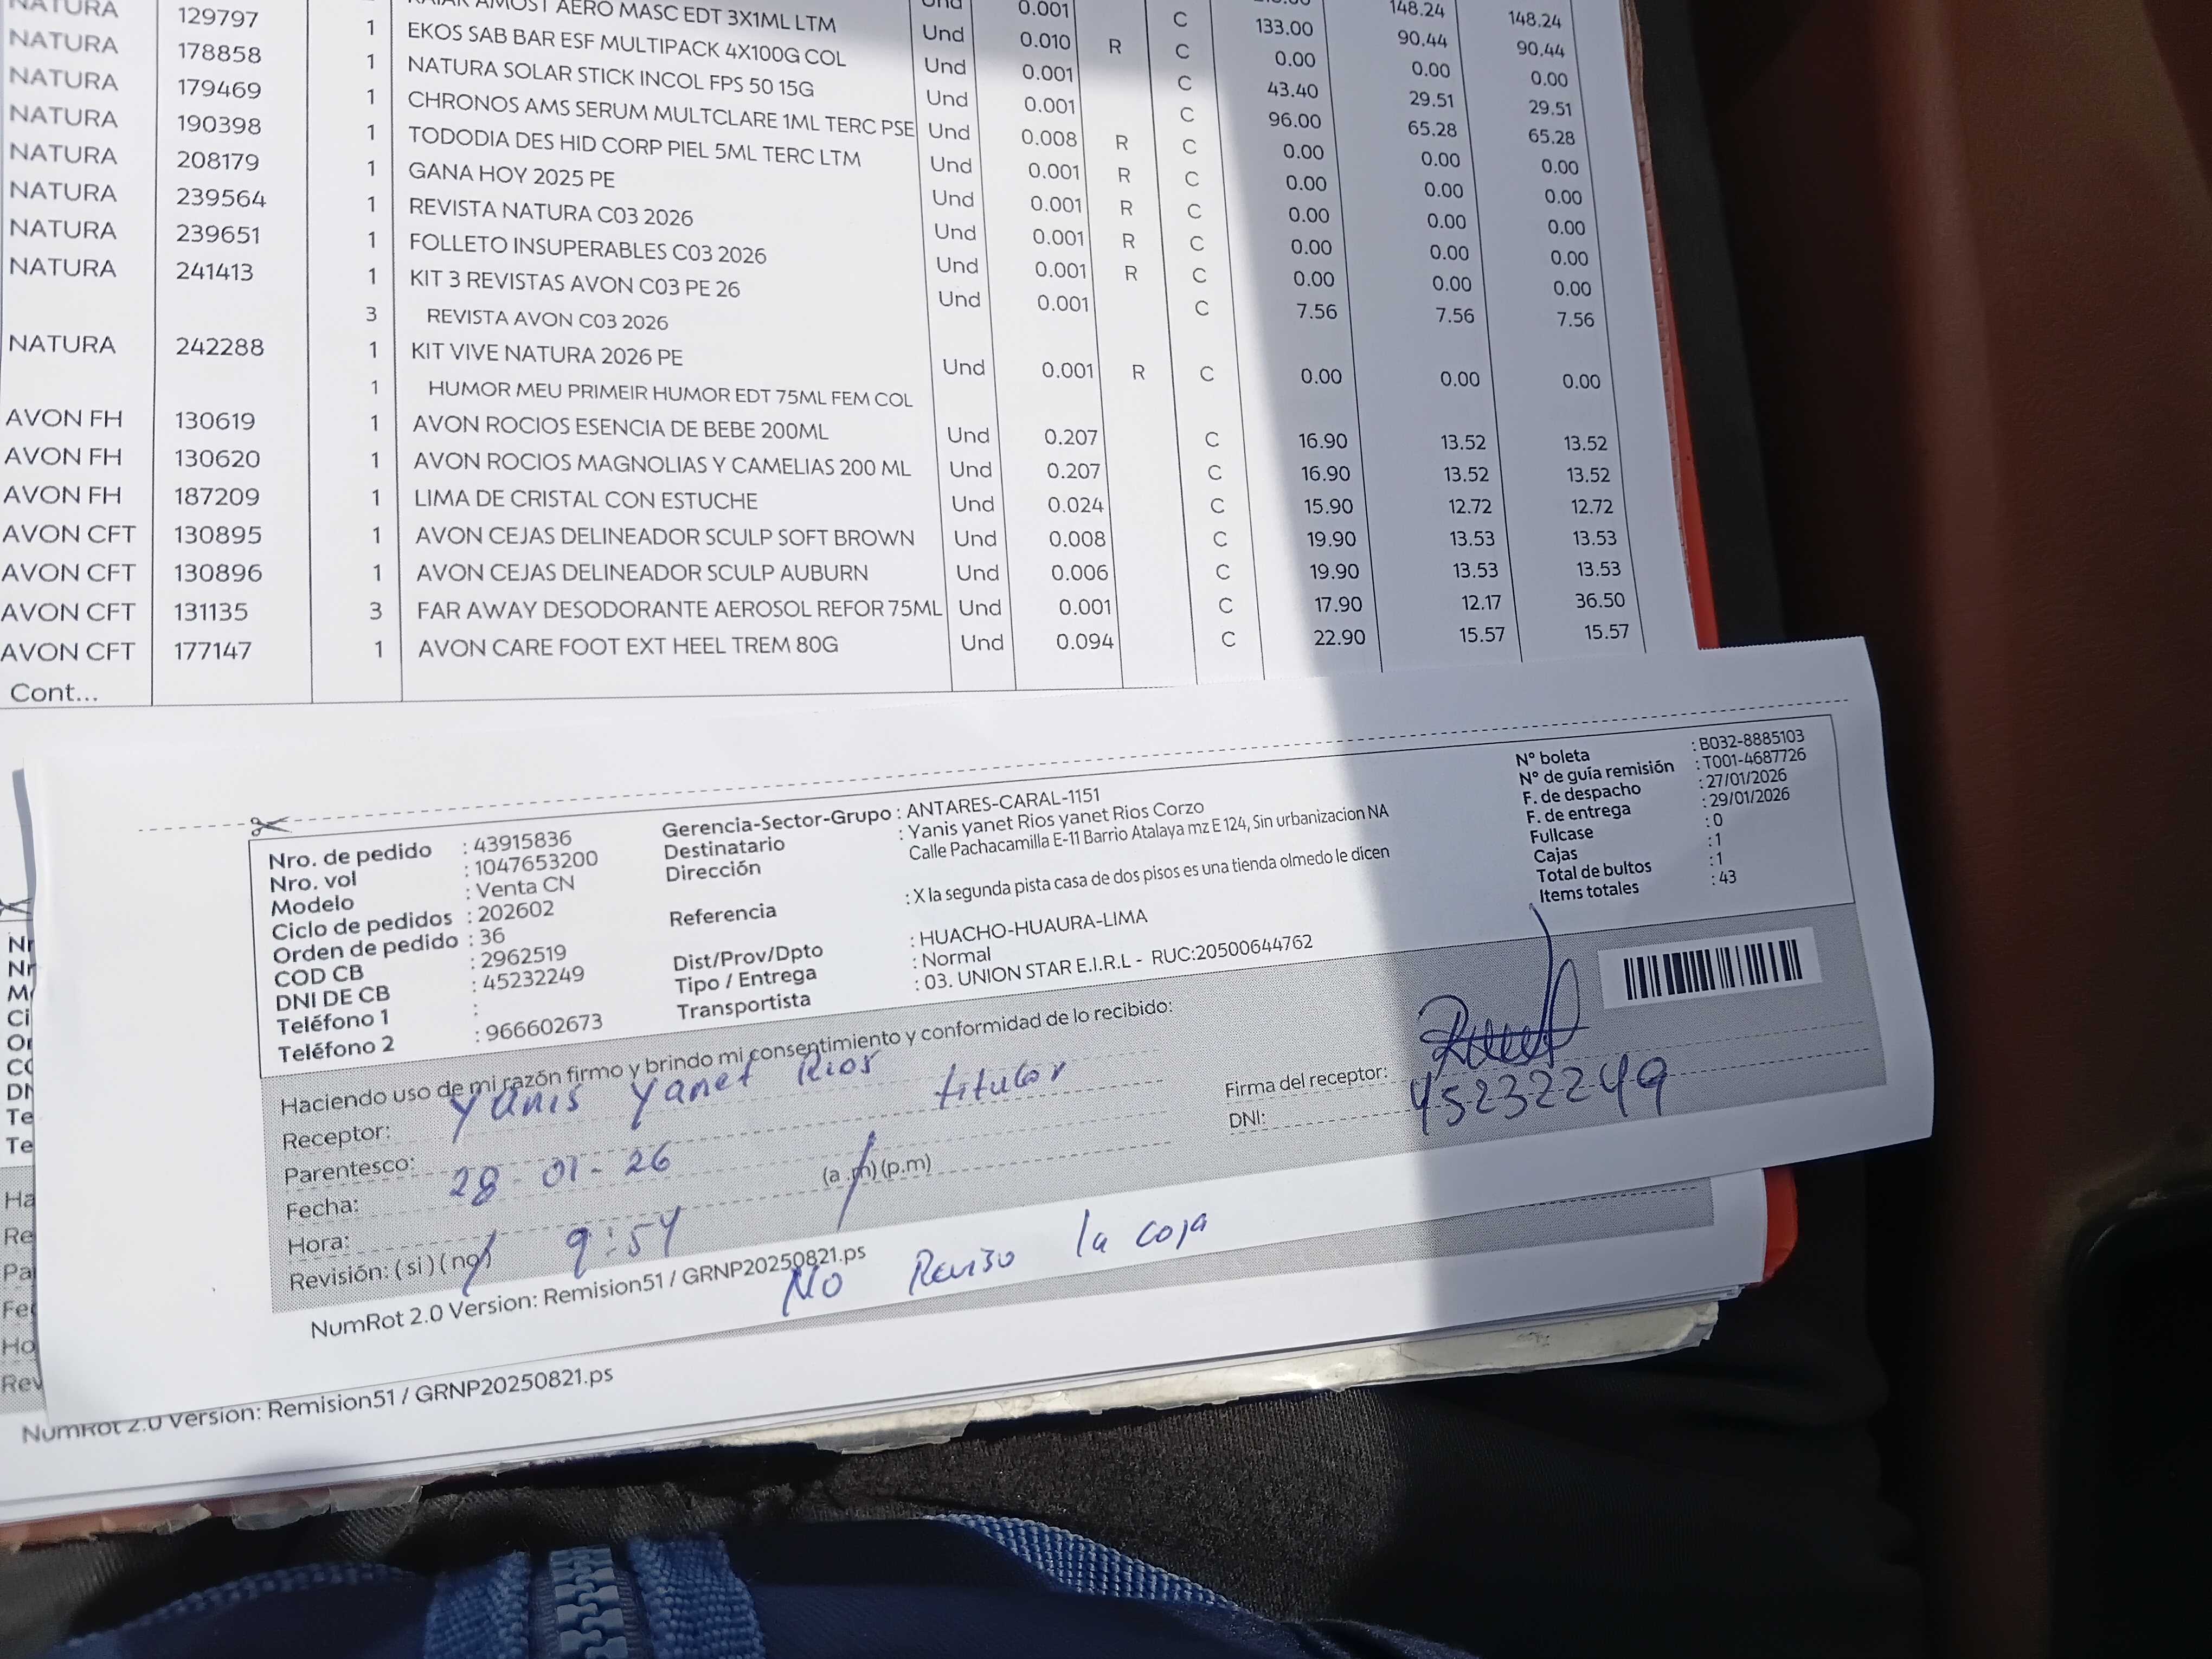 NATURA 129797 AMOST AERO MASC EDT 3X1ML LTM Und 0.001 C 148.24 148.24
NATURA 178858 1 EKOS SAB BAR ESF MULTIPACK 4X100G COL Und 0.010 R C 133.00 90.44 90.44
NATURA 179469 1 NATURA SOLAR STICK INCOL FPS 50 15G Und 0.001 C 0.00 0.00 0.00
NATURA 190398 1 CHRONOS AMS SERUM MULTCLARE 1ML TERC PSE Und 0.001 C 43.40 29.51 29.51
NATURA 208179 1 TODODIA DES HID CORP PIEL 5ML TERC LTM Und 0.008 R C 96.00 65.28 65.28
NATURA 239564 1 GANA HOY 2025 PE Und 0.001 R C 0.00 0.00 0.00
NATURA 239651 1 REVISTA NATURA C03 2026 Und 0.001 R C 0.00 0.00 0.00
NATURA 241413 1 FOLLETO INSUPERABLES C03 2026 Und 0.001 R C 0.00 0.00 0.00
1 KIT 3 REVISTAS AVON C03 PE 26 Und 0.001 R C 0.00 0.00 0.00
3 REVISTA AVON C03 2026 Und 0.001 C 7.56 7.56 7.56
NATURA 242288 1 KIT VIVE NATURA 2026 PE Und 0.001 R C 0.00 0.00 0.00
1 HUMOR MEU PRIMEIR HUMOR EDT 75ML FEM COL
AVON FH 130619 1 AVON ROCIOS ESENCIA DE BEBE 200ML Und 0.207 C 16.90 13.52 13.52
AVON FH 130620 1 AVON ROCIOS MAGNOLIAS Y CAMELIAS 200 ML Und 0.207 C 16.90 13.52 13.52
AVON FH 187209 1 LIMA DE CRISTAL CON ESTUCHE Und 0.024 C 15.90 12.72 12.72
AVON CFT 130895 1 AVON CEJAS DELINEADOR SCULP SOFT BROWN Und 0.008 C 19.90 13.53 13.53
AVON CFT 130896 1 AVON CEJAS DELINEADOR SCULP AUBURN Und 0.006 C 19.90 13.53 13.53
AVON CFT 131135 3 FAR AWAY DESODORANTE AEROSOL REFOR 75ML Und 0.001 C 17.90 12.17 36.50
AVON CFT 177147 1 AVON CARE FOOT EXT HEEL TREM 80G Und 0.094 C 22.90 15.57 15.57
Cont...
Nro. de pedido : 43915836
Nro. vol : 1047653200
Modelo : Venta CN
Ciclo de pedidos : 202602
Orden de pedido : 36
COD CB : 2962519
DNI DE CB : 45232249
Teléfono 1 :
Teléfono 2 : 966602673
Gerencia-Sector-Grupo : ANTARES-CARAL-1151
Destinatario : Yanis yanet Rios yanet Rios Corzo
Dirección Calle Pachacamilla E-11 Barrio Atalaya mz E 124, Sin urbanizacion NA
Referencia : X la segunda pista casa de dos pisos es una tienda olmedo le dicen
Dist/Prov/Dpto : HUACHO-HUAURA-LIMA
Tipo / Entrega : Normal
Transportista : 03. UNION STAR E.I.R.L - RUC:20500644762
N° boleta : B032-8885103
N° de guía remisión : T001-4687726
F. de despacho : 27/01/2026
F. de entrega : 29/01/2026
Fullcase : 0
Cajas : 1
Total de bultos : 1
Items totales : 43
Haciendo uso de mi razón firmo y brindo mi consentimiento y conformidad de lo recibido:
Receptor: Yanis Yanet Rios
Parentesco: titular
Fecha: 28-01-26
Hora: 9:54 (a.m) (p.m)
Revisión: (si) (no)
Firma del receptor:
DNI: 45232249
No Reviso la caja
NumRot 2.0 Version: Remision51 / GRNP20250821.ps
NumRot 2.0 Version: Remision51 / GRNP20250821.ps